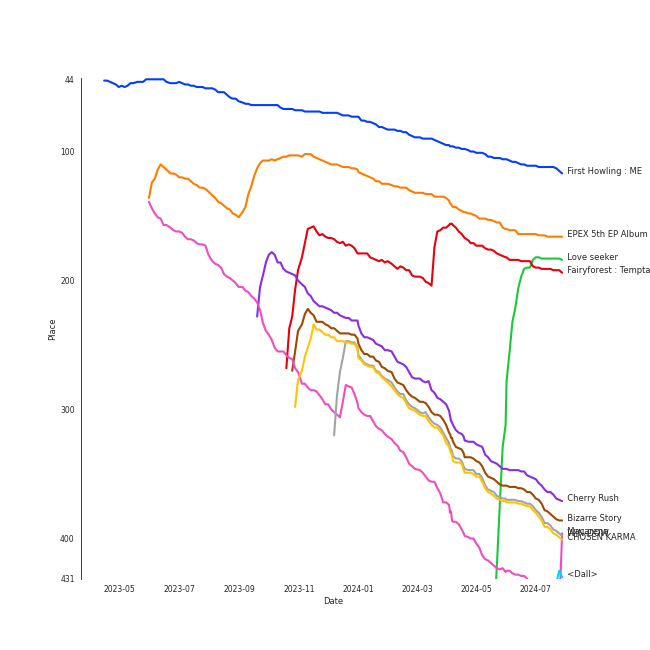 44
100
200
300
400
431
Place
2023-05
2023-07
2023-09
2023-11
2024-01
2024-03
2024-05
2024-07
Date
First Howling : ME
EPEX 5th EP Album
Love seeker
Fairyforest : Tempta
Cherry Rush
Bizarre Story
CHOSEN KARMA
<Dall>